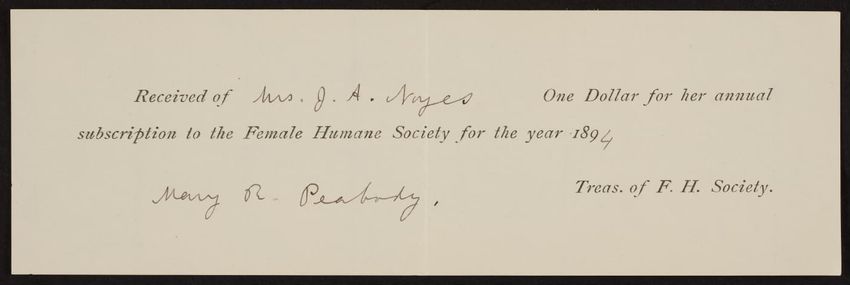 Received of Mrs. J. A. Noyes One Dollar for her annual
subscription to the Female Humane Society for the year 1894
Mary R. Peabody. Treas. of F. H. Society.